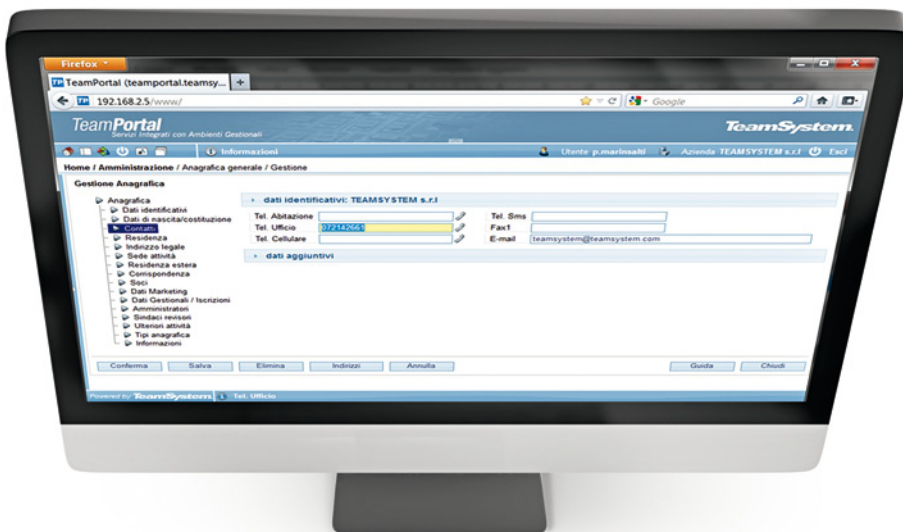 Firefox
TeamPortal (teamportal.teamsy... +
192.168.2.5/www/ Google
TeamPortal
Servizi Integrati con Ambienti Gestionali
TeamSystem.
Informazioni Utente p.marinsalti Azienda TEAMSYSTEM s.r.l Esci
Home / Amministrazione / Anagrafica generale / Gestione
Gestione Anagrafica
Anagrafica
Dati identificativi
Dati di nascita/costituzione
Contatti
Residenza
Indirizzo legale
Sede attività
Residenza estera
Corrispondenza
Soci
Dati Marketing
Dati Gestionali / Iscrizioni
Amministratori
Sindaci revisori
Ulteriori attività
Tipi anagrafica
Informazioni
dati identificativi: TEAMSYSTEM s.r.l
Tel. Abitazione Tel. Sms
Tel. Ufficio 072142661 Fax1
Tel. Cellulare E-mail teamsystem@teamsystem.com
dati aggiuntivi
Conferma Salva Elimina Indirizzi Annulla Guida Chiudi
Powered by TeamSystem Tel. Ufficio